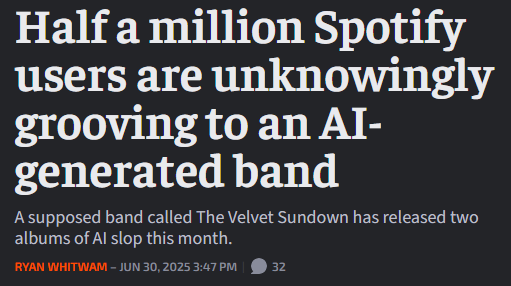 Half a million Spotify
users are unknowingly
grooving to an AI-
generated band
A supposed band called The Velvet Sundown has released two
albums of AI slop this month.
RYAN WHITWAM – JUN 30, 2025 3:47 PM | 32